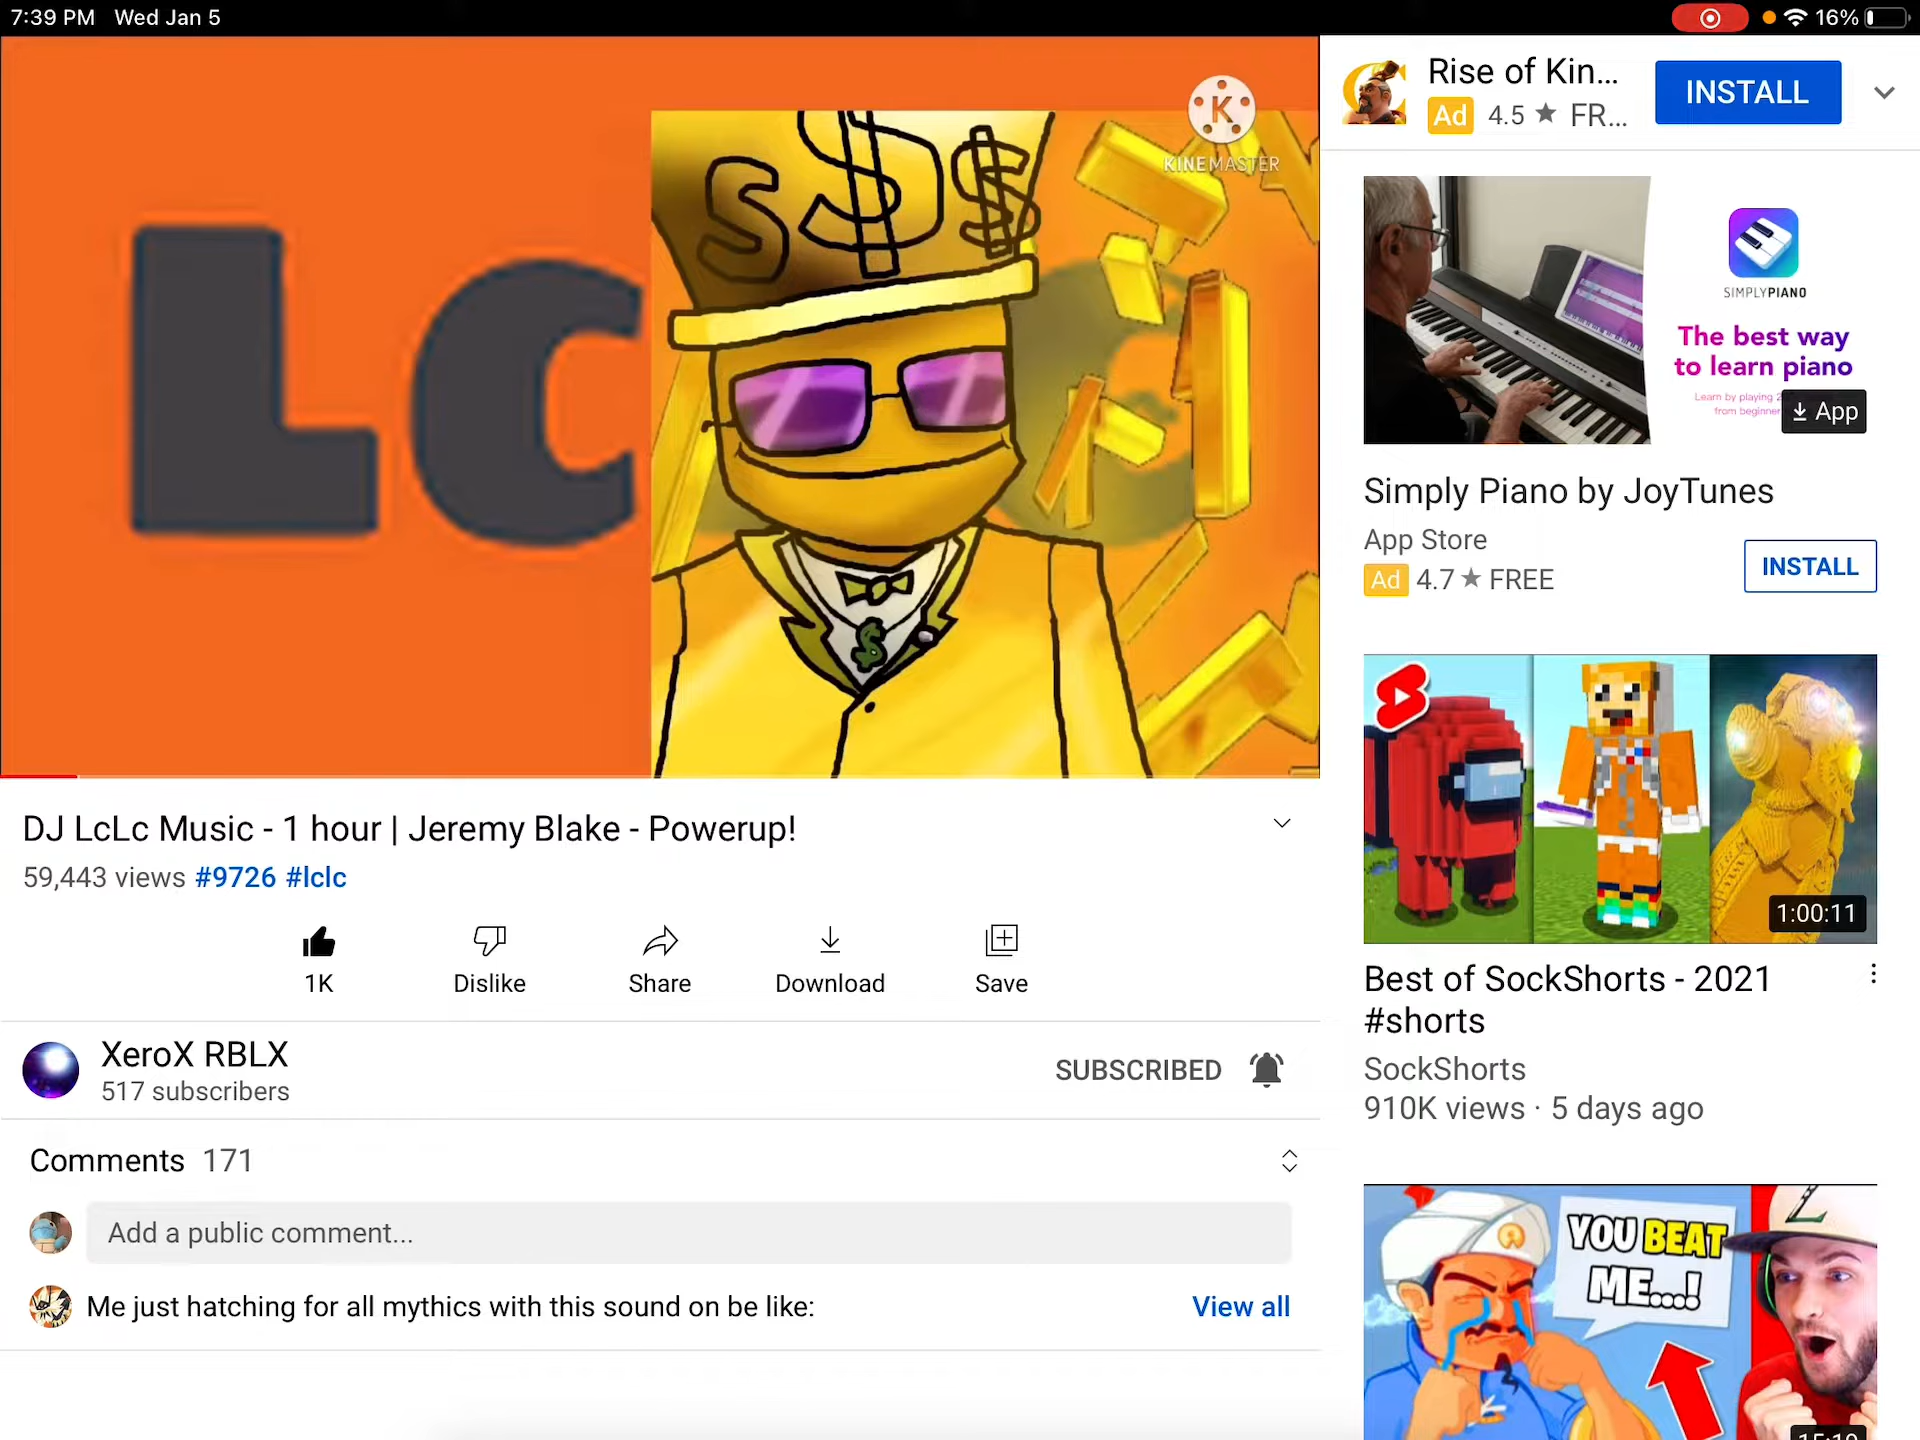 7:39 PM Wed Jan 5
16%
Lc
$$$
$
K
KINEMASTER
DJ LcLc Music - 1 hour | Jeremy Blake - Powerup!
59,443 views #9726 #lclc
1K
Dislike
Share
Download
Save
XeroX RBLX
517 subscribers
SUBSCRIBED
Comments 171
Add a public comment...
Me just hatching for all mythics with this sound on be like:
View all
Rise of Kin...
Ad 4.5 ★ FR...
INSTALL
SIMPLYPIANO
The best way
to learn piano
Learn by playing
from beginner
App
Simply Piano by JoyTunes
App Store
Ad 4.7 ★ FREE
INSTALL
1:00:11
Best of SockShorts - 2021
#shorts
SockShorts
910K views · 5 days ago
YOU BEAT
ME...!